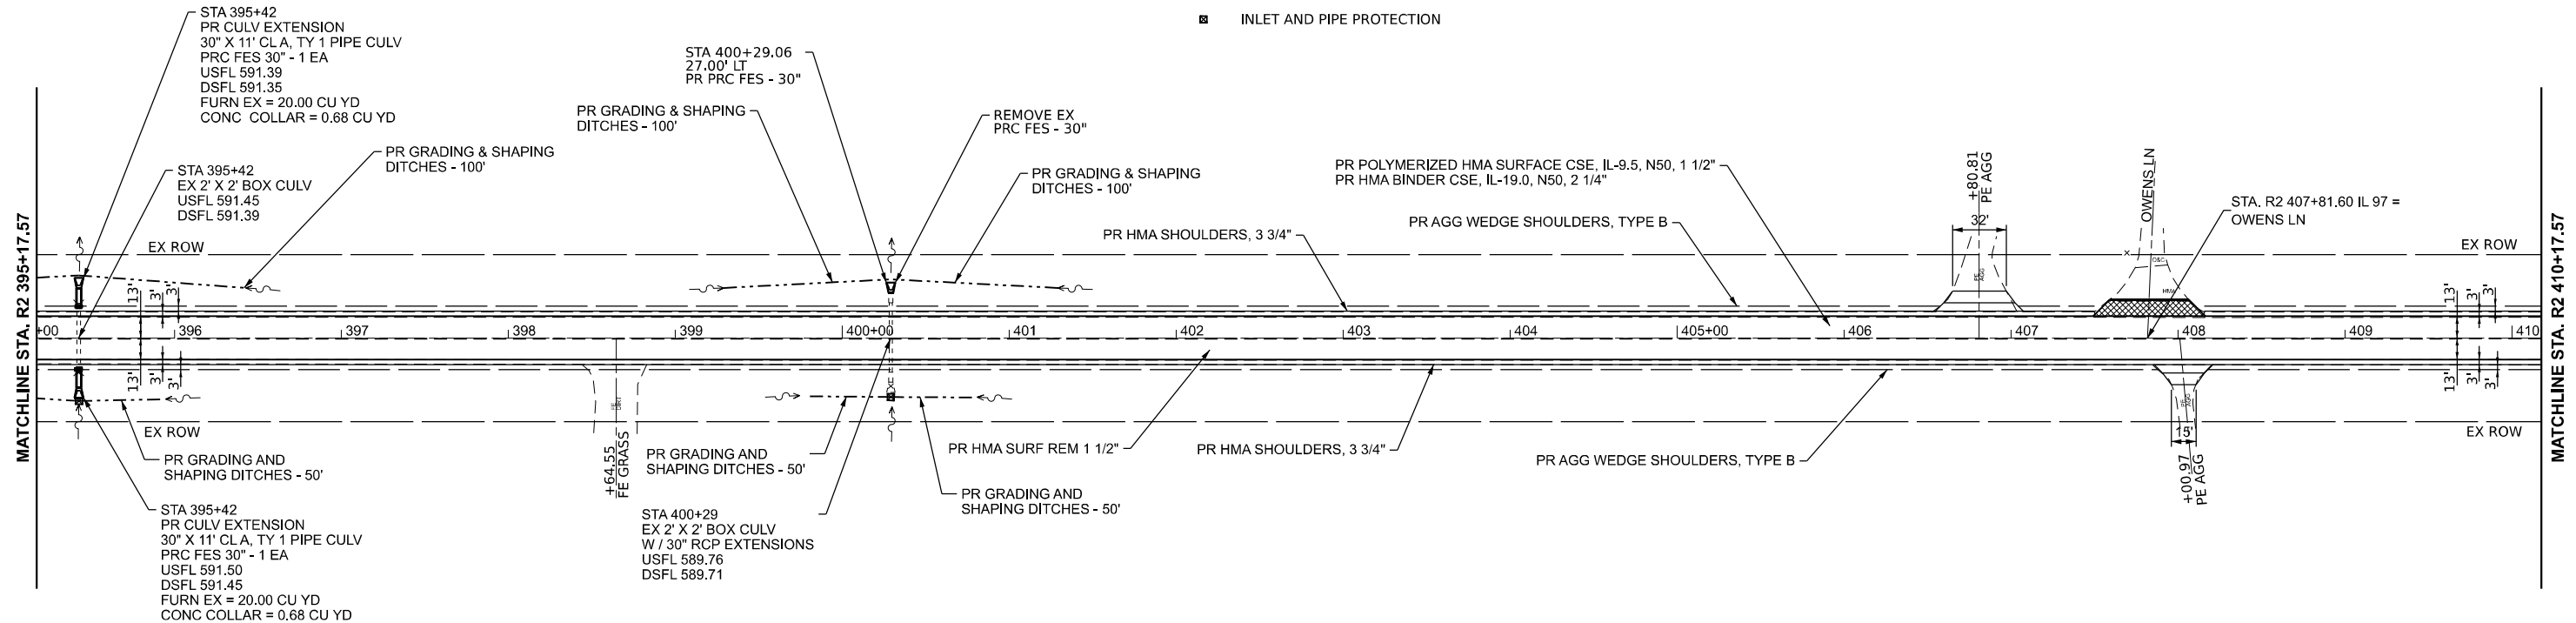 INLET AND PIPE PROTECTION
STA 395+42
PR CULV EXTENSION
30" X 11' CL A, TY 1 PIPE CULV
PRC FES 30" - 1 EA
USFL 591.39
DSFL 591.35
FURN EX = 20.00 CU YD
CONC COLLAR = 0.68 CU YD
PR GRADING & SHAPING
DITCHES - 100'
STA 395+42
EX 2' X 2' BOX CULV
USFL 591.45
DSFL 591.39
STA 400+29.06
27.00' LT
PR PRC FES - 30"
PR GRADING & SHAPING
DITCHES - 100'
REMOVE EX
PRC FES - 30"
PR GRADING & SHAPING
DITCHES - 100'
PR POLYMERIZED HMA SURFACE CSE, IL-9.5, N50, 1 1/2"
PR HMA BINDER CSE, IL-19.0, N50, 2 1/4"
PR HMA SHOULDERS, 3 3/4"
PR AGG WEDGE SHOULDERS, TYPE B
+80.81
PE AGG
32'
PE
AGG
OWENS LN
O&C
HMA
STA. R2 407+81.60 IL 97 =
OWENS LN
EX ROW
EX ROW
MATCHLINE STA. R2 395+17.57
MATCHLINE STA. R2 410+17.57
13'
3'
3'
13'
3'
3'
+00
396
397
398
399
400+00
401
402
403
404
405+00
406
407
408
409
410
13'
3'
3'
13'
3'
3'
EX ROW
EX ROW
PR GRADING AND
SHAPING DITCHES - 50'
STA 395+42
PR CULV EXTENSION
30" X 11' CL A, TY 1 PIPE CULV
PRC FES 30" - 1 EA
USFL 591.50
DSFL 591.45
FURN EX = 20.00 CU YD
CONC COLLAR = 0.68 CU YD
FE
DIRT
+64.55
FE GRASS
PR GRADING AND
SHAPING DITCHES - 50'
STA 400+29
EX 2' X 2' BOX CULV
W / 30" RCP EXTENSIONS
USFL 589.76
DSFL 589.71
PR GRADING AND
SHAPING DITCHES - 50'
PR HMA SURF REM 1 1/2"
PR HMA SHOULDERS, 3 3/4"
PR AGG WEDGE SHOULDERS, TYPE B
PE
AGG
15'
+00.97
PE AGG